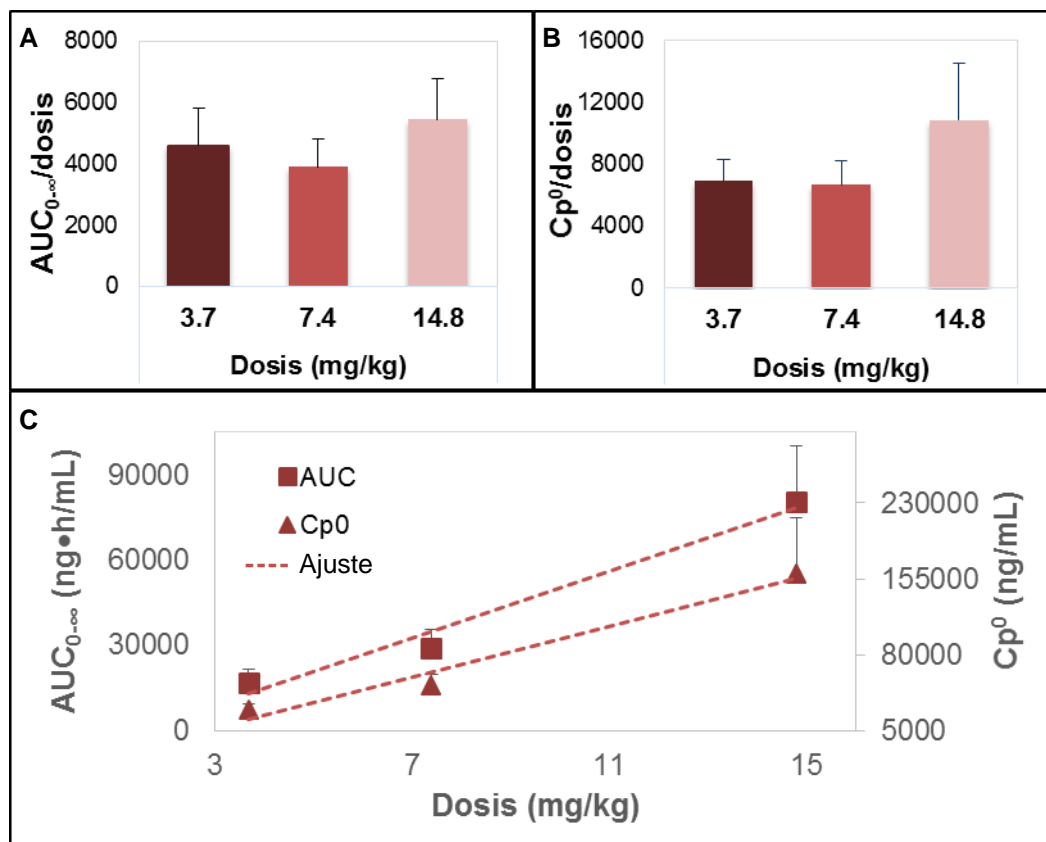 A
8000
6000
4000
2000
0
AUC0-∞/dosis
3.7 7.4 14.8
Dosis (mg/kg)
B
16000
12000
8000
4000
0
Cp⁰/dosis
3.7 7.4 14.8
Dosis (mg/kg)
C
AUC0-∞ (ng•h/mL)
90000
60000
30000
0
AUC
Cp0
Ajuste
230000
155000
80000
5000
Cp⁰ (ng/mL)
3 7 11 15
Dosis (mg/kg)